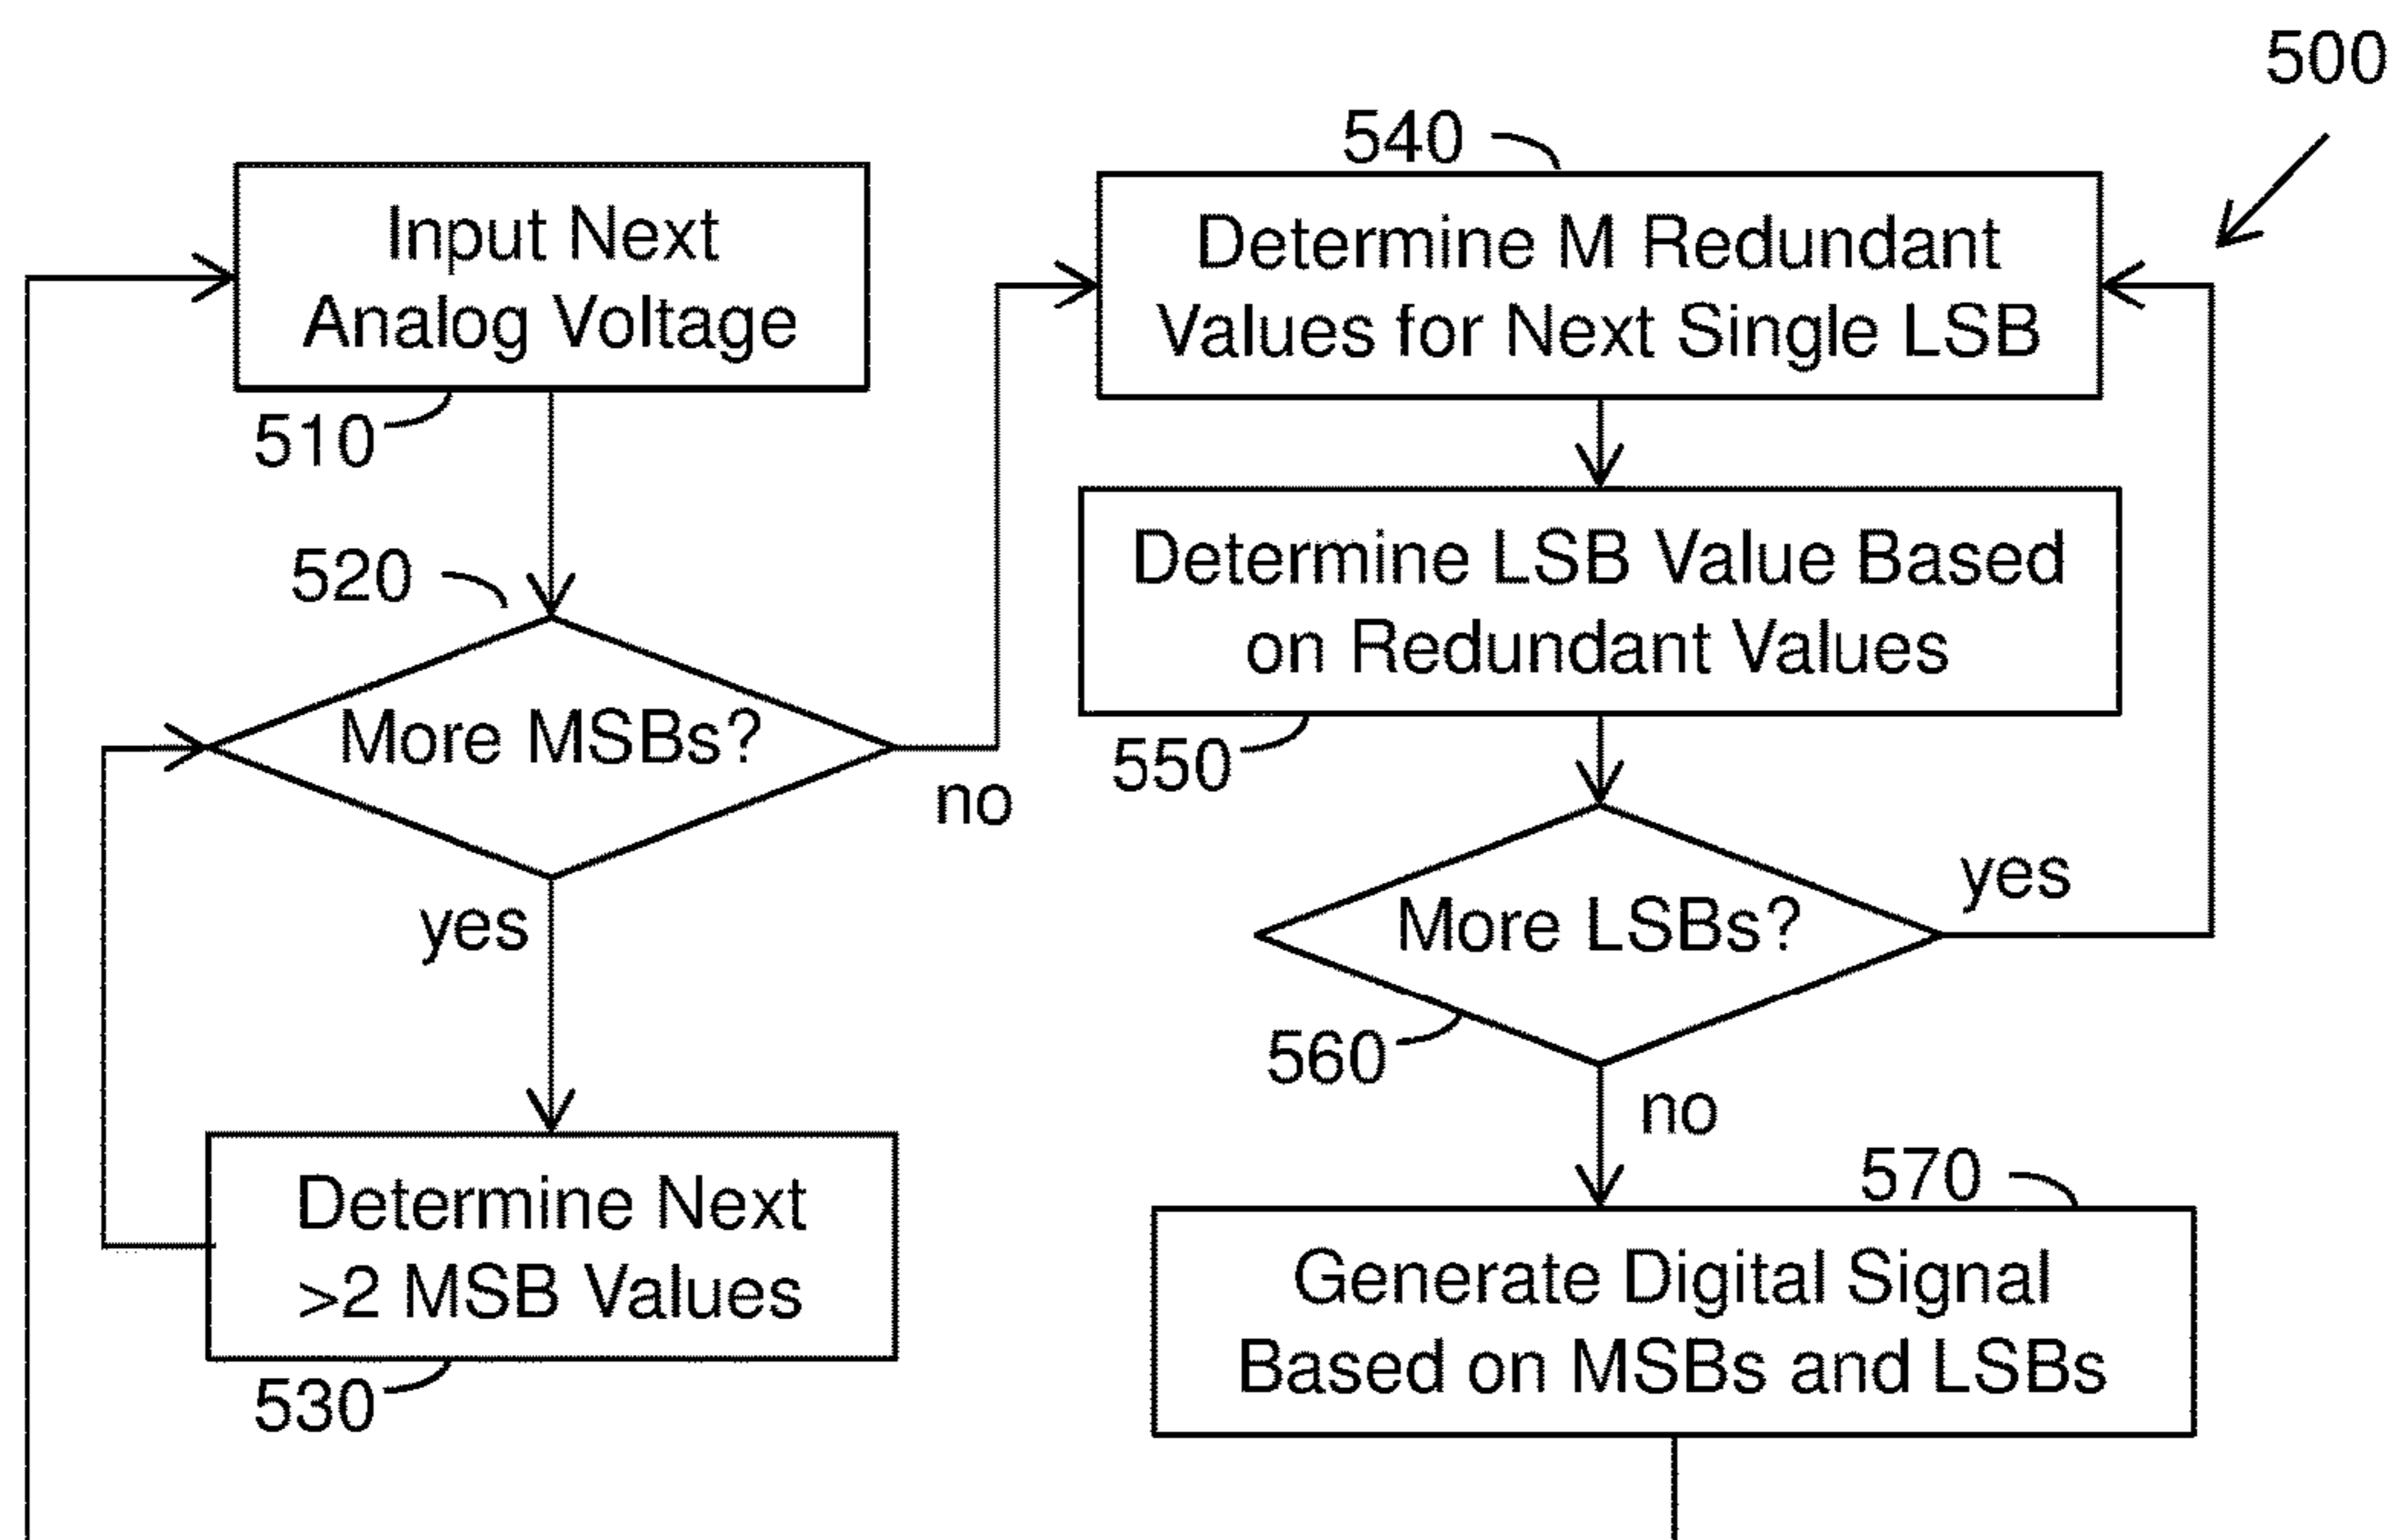 500
Input Next
Analog Voltage
510
520
More MSBs?
no
yes
Determine Next
>2 MSB Values
530
540
Determine M Redundant
Values for Next Single LSB
Determine LSB Value Based
on Redundant Values
550
More LSBs?
yes
560
no
570
Generate Digital Signal
Based on MSBs and LSBs